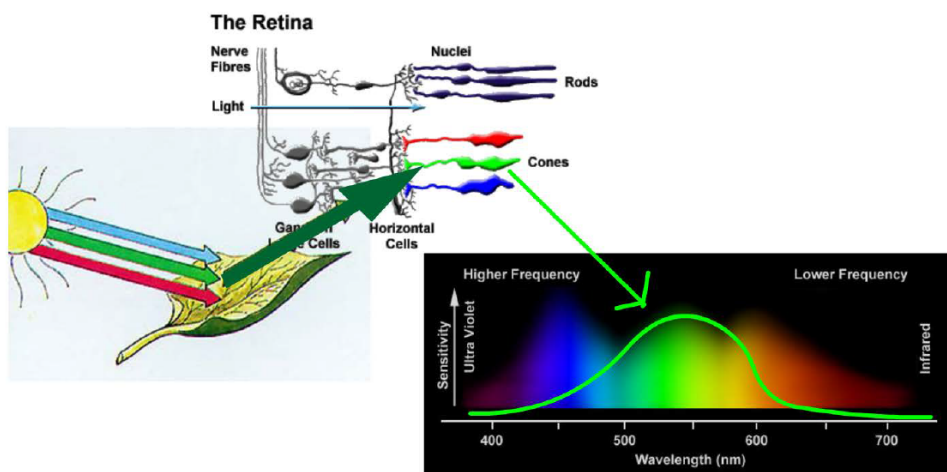 The Retina
Nerve
Fibres
Nuclei
Rods
Light
Cones
Cells
Horizontal
Cells
Higher Frequency
Lower Frequency
Sensitivity
Ultra Violet
Infrared
400
500
600
700
Wavelength (nm)